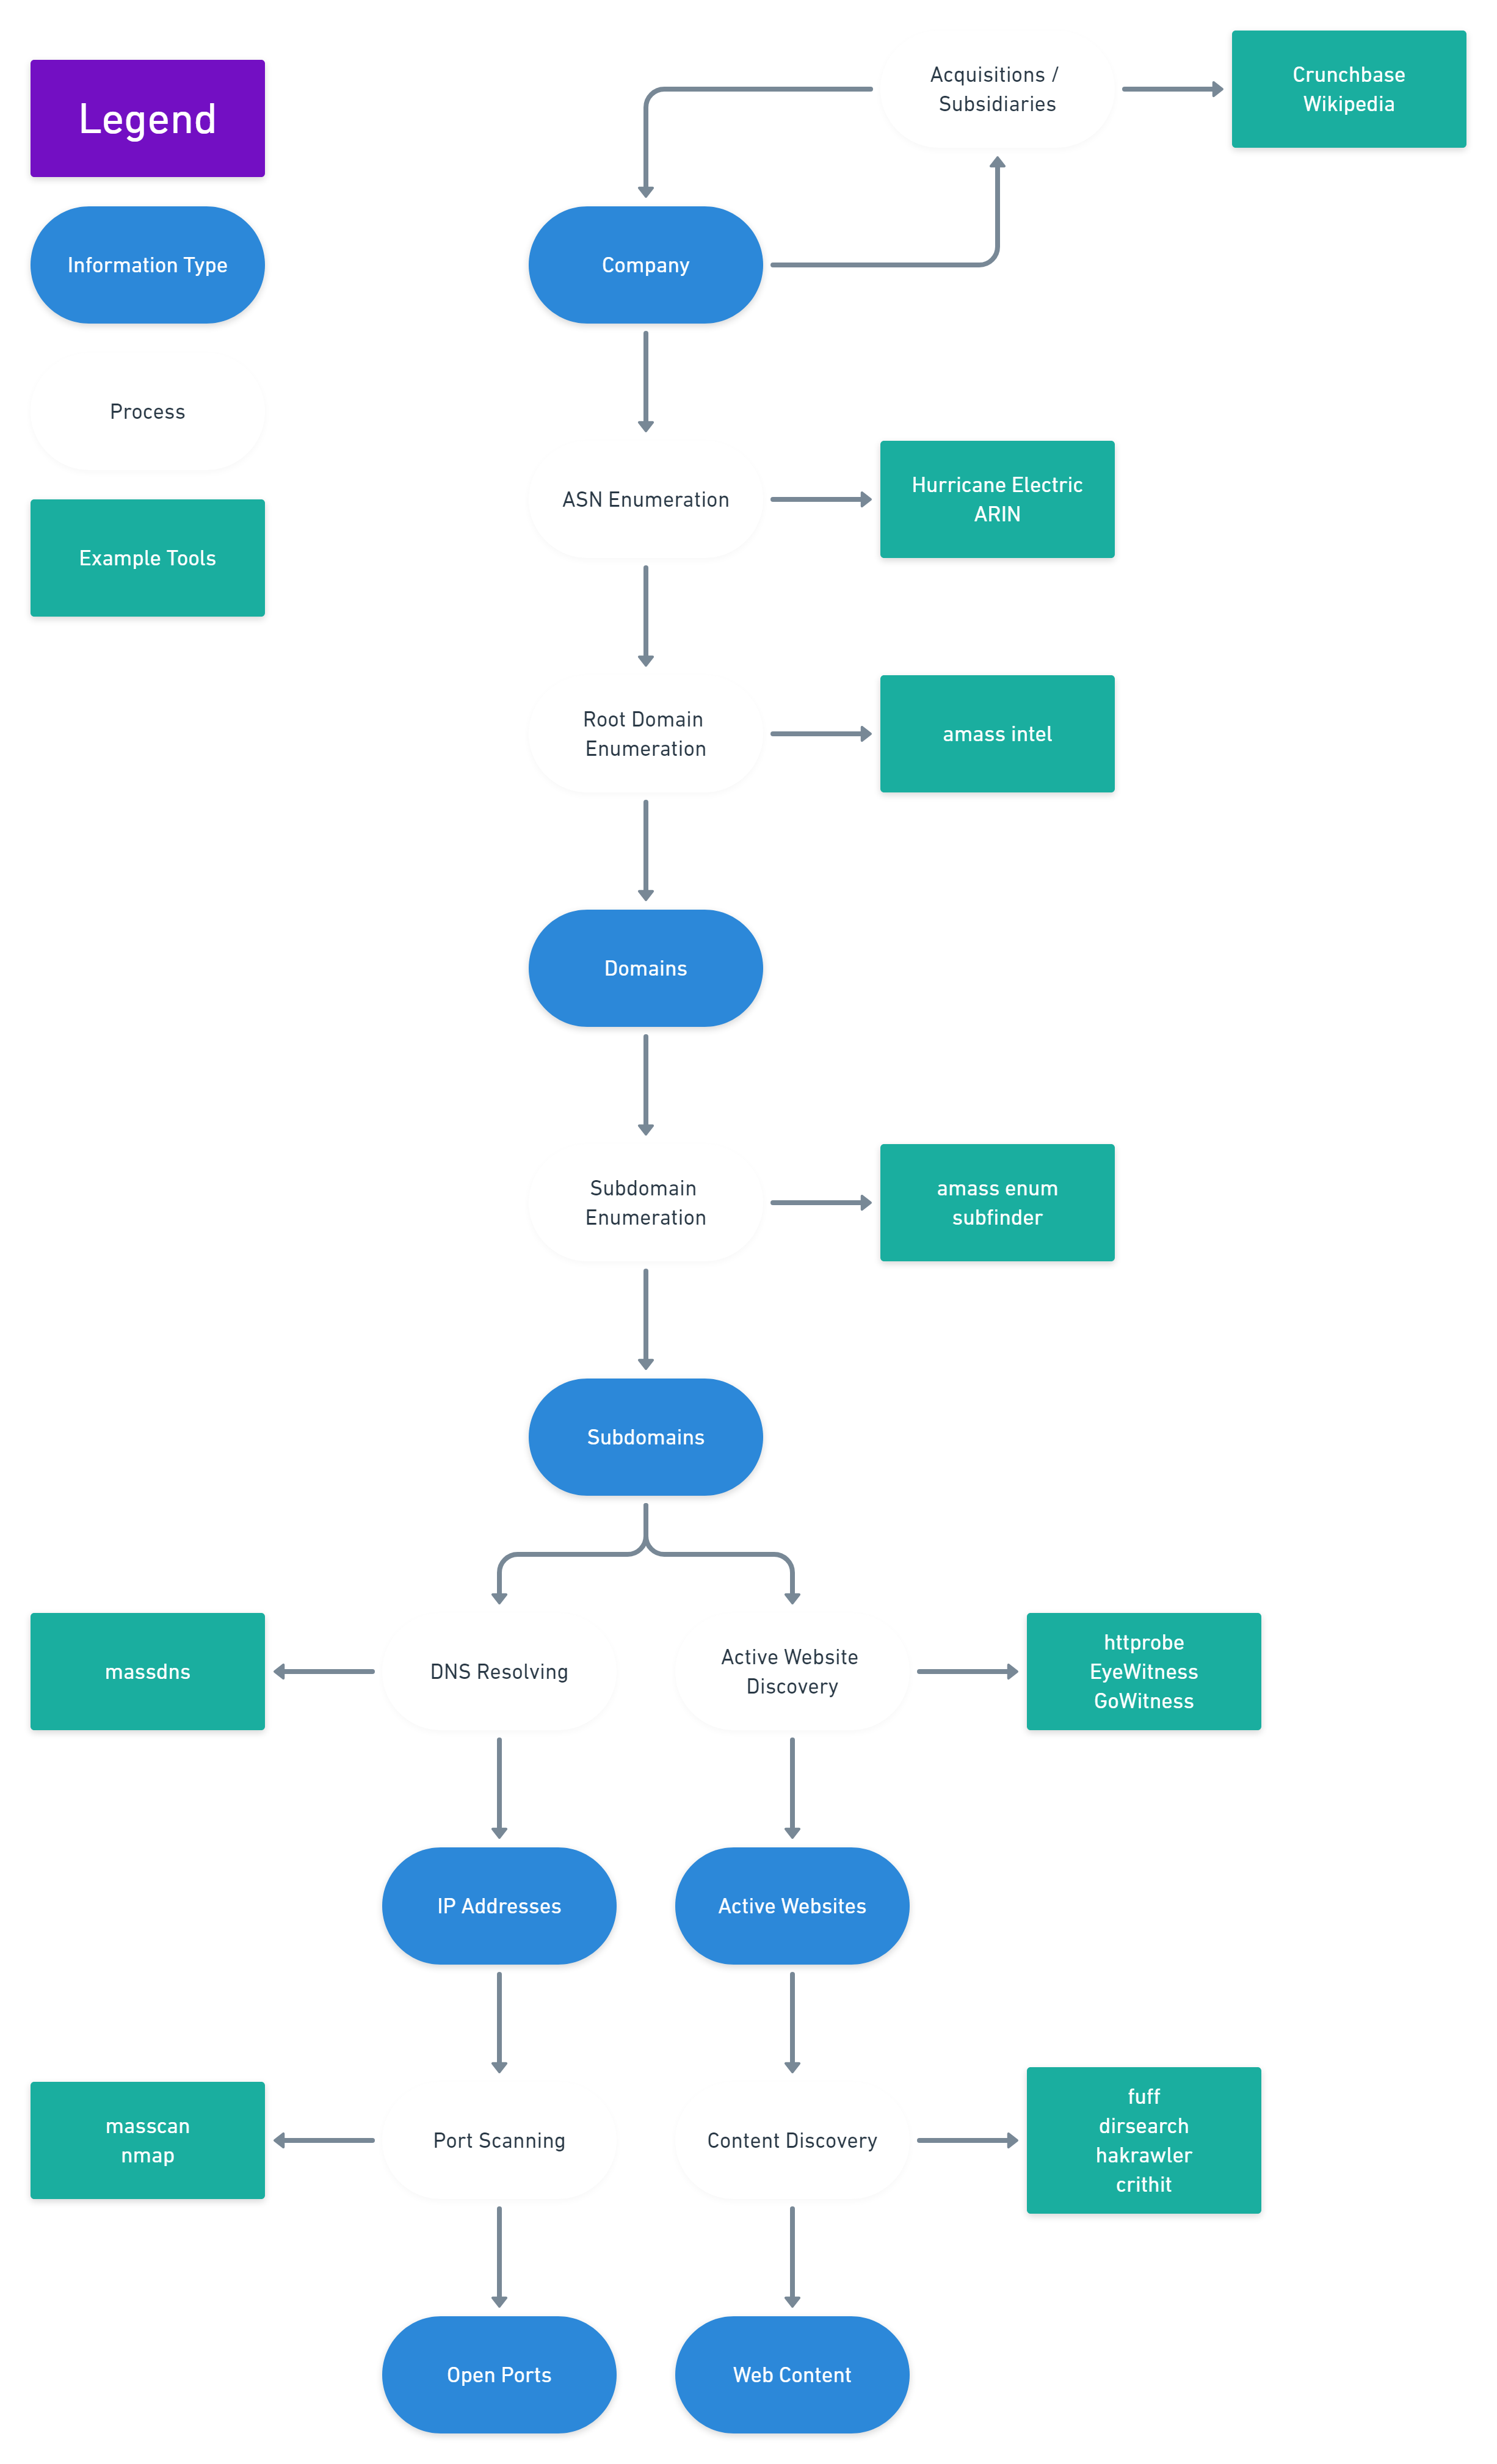 Legend
Information Type
Process
Example Tools
Acquisitions /
Subsidiaries
Crunchbase
Wikipedia
Company
ASN Enumeration
Hurricane Electric
ARIN
Root Domain
Enumeration
amass intel
Domains
Subdomain
Enumeration
amass enum
subfinder
Subdomains
massdns
DNS Resolving
Active Website
Discovery
httprobe
EyeWitness
GoWitness
IP Addresses
Active Websites
masscan
nmap
Port Scanning
Content Discovery
fuff
dirsearch
hakrawler
crithit
Open Ports
Web Content